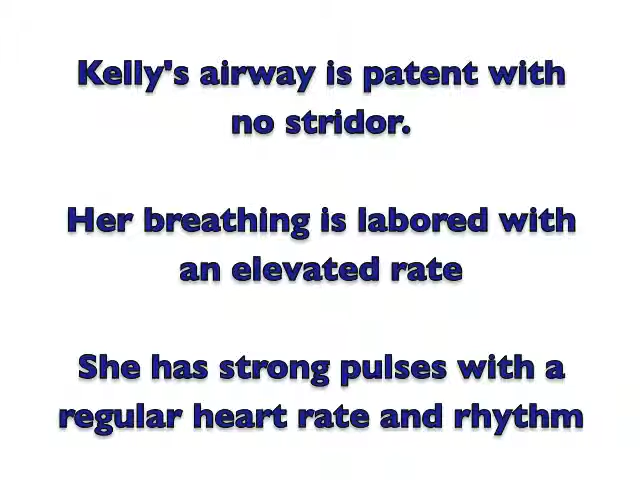 Kelly's airway is patent with
no stridor.
Her breathing is labored with
an elevated rate
She has strong pulses with a
regular heart rate and rhythm